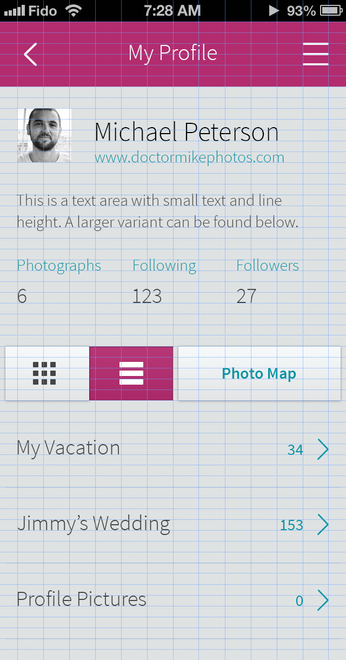 Fido 7:28 AM 93%
My Profile
Michael Peterson
www.doctormikephotos.com
This is a text area with small text and line
height. A larger variant can be found below.
Photographs Following Followers
6 123 27
Photo Map
My Vacation 34
Jimmy's Wedding 153
Profile Pictures 0